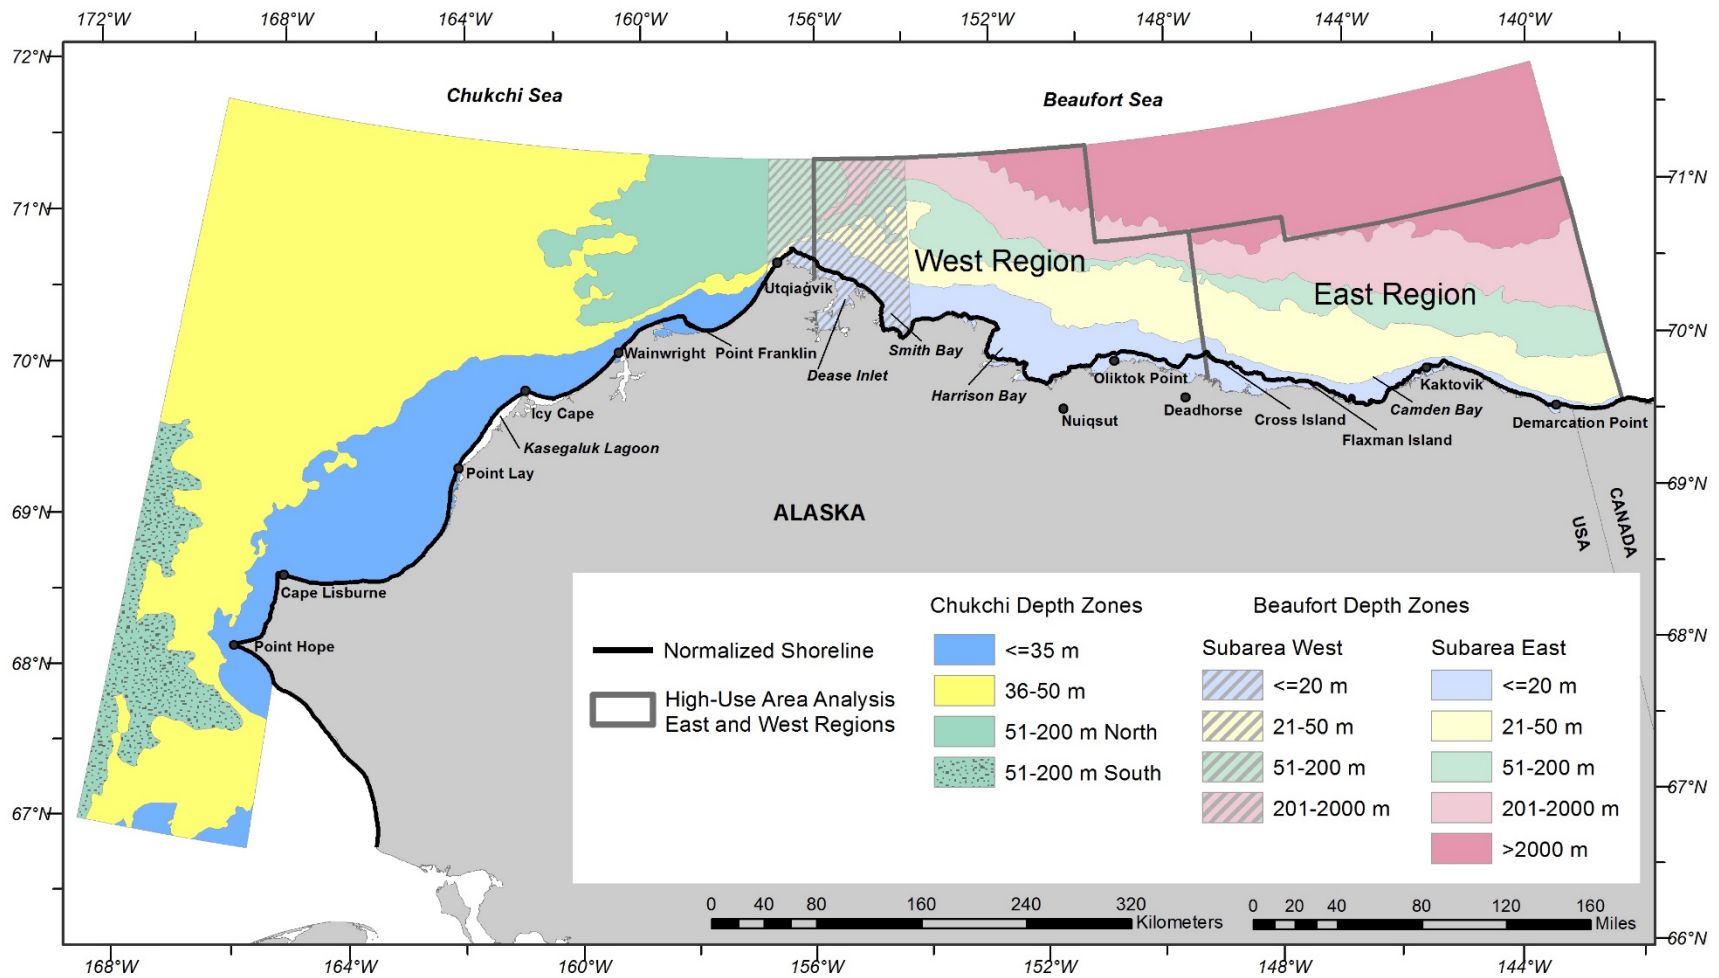 172°W 168°W 160°W 156°W 152°W 148°W 144°W 140°W
72°N
Chukchi Sea
Beaufort Sea
71°N
71°N
West Region
East Region
Utqiaġvik
70°N
70°N
Wainwright
Point Franklin
Smith Bay
Dease Inlet
Harrison Bay
Oliktok Point
Kaktovik
Icy Cape
Nuiqsut
Deadhorse
Cross Island
Camden Bay
Demarcation Point
Kasegaluk Lagoon
Flaxman Island
Point Lay
69°N
69°N
ALASKA
USA
CANADA
Cape Lisburne
Point Hope
68°N
68°N
67°N
67°N
66°N
Normalized Shoreline
High-Use Area Analysis
East and West Regions
Chukchi Depth Zones
<=35 m
36-50 m
51-200 m North
51-200 m South
Beaufort Depth Zones
Subarea West
<=20 m
21-50 m
51-200 m
201-2000 m
Subarea East
<=20 m
21-50 m
51-200 m
201-2000 m
>2000 m
0 40 80 160 240 320
Kilometers
0 20 40 80 120 160
Miles
168°W 164°W 160°W 156°W 152°W 148°W 144°W